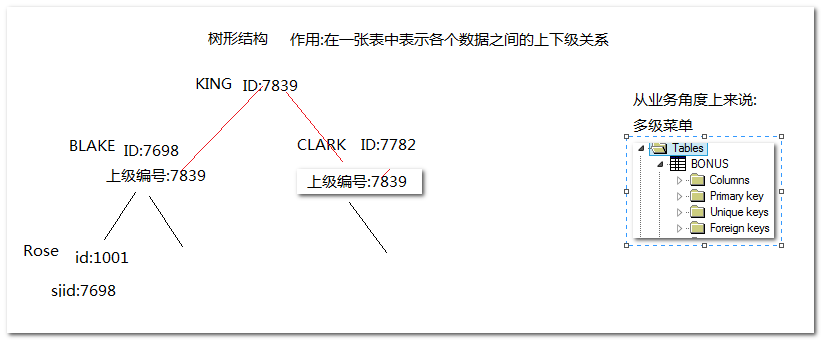 树形结构 作用:在一张表中表示各个数据之间的上下级关系
KING ID:7839
从业务角度上来说:
多级菜单
BLAKE ID:7698
上级编号:7839
CLARK ID:7782
上级编号:7839
Tables
BONUS
Columns
Primary key
Unique keys
Foreign keys
Rose id:1001
sjid:7698